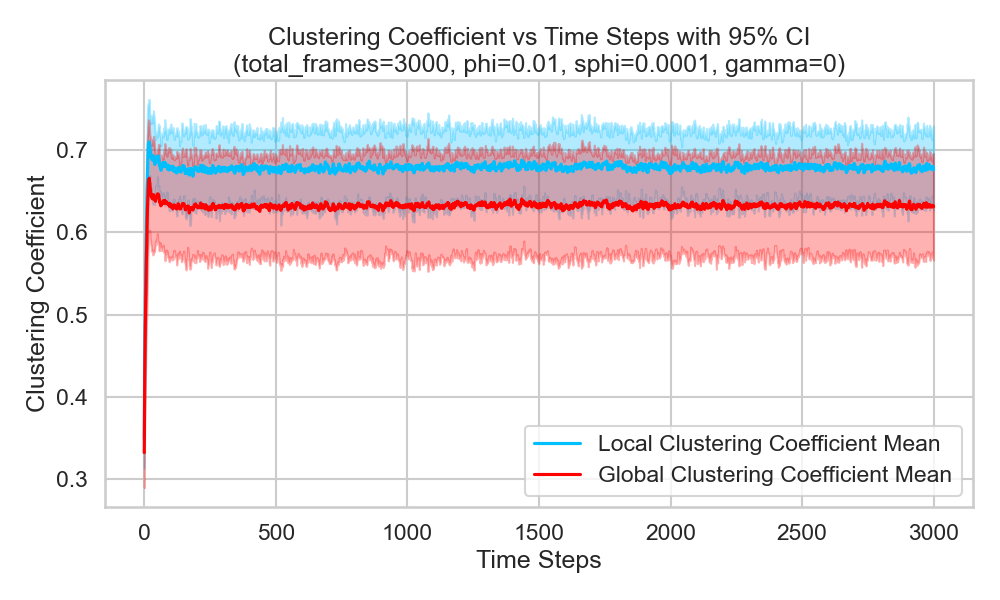 Clustering Coefficient vs Time Steps with 95% CI
(total_frames=3000, phi=0.01, sphi=0.0001, gamma=0)
Clustering Coefficient
0.7
0.6
0.5
0.4
0.3
Local Clustering Coefficient Mean
Global Clustering Coefficient Mean
0 500 1000 1500 2000 2500 3000
Time Steps